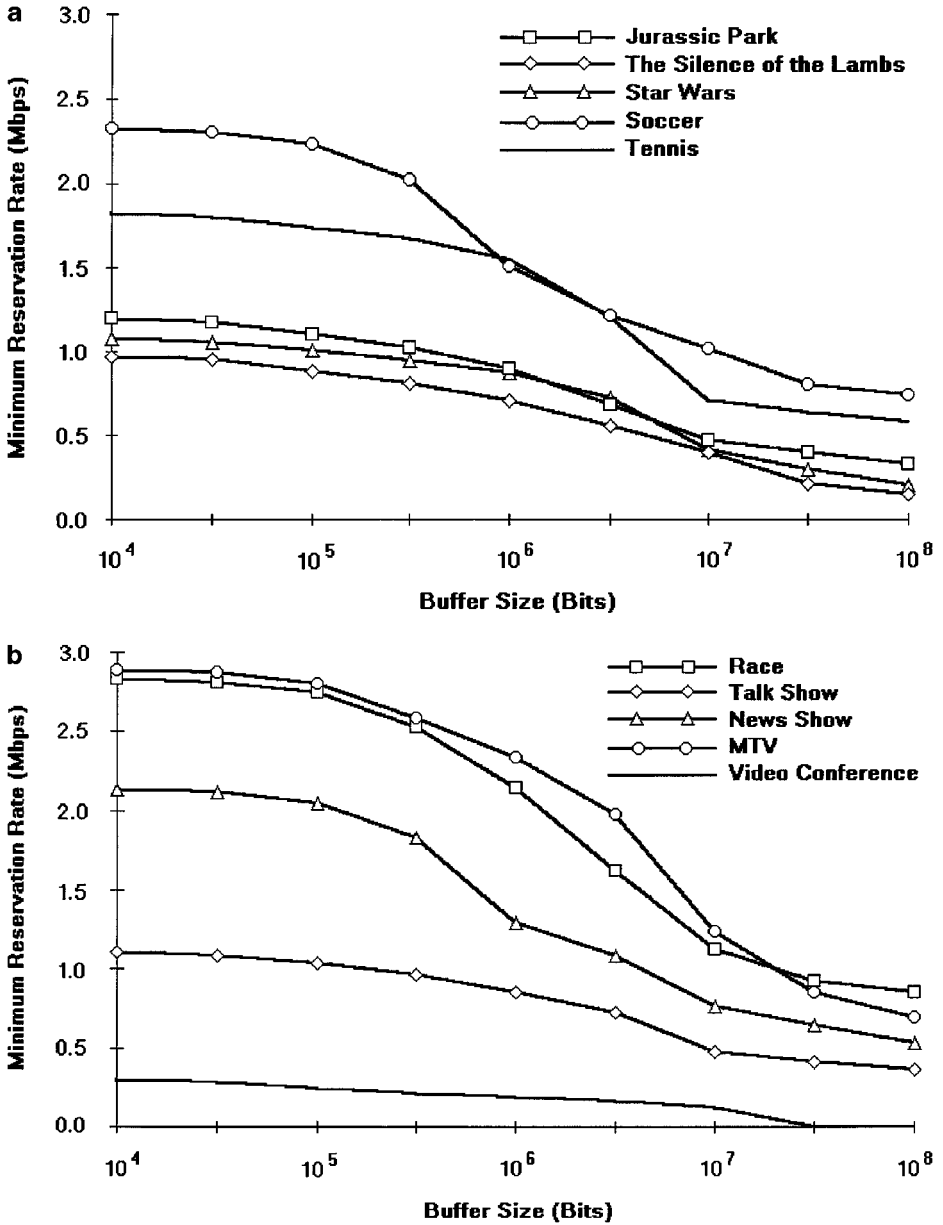 a
3.0
2.5
2.0
1.5
1.0
0.5
0.0
Minimum Reservation Rate (Mbps)
Jurassic Park
The Silence of the Lambs
Star Wars
Soccer
Tennis
10^4 10^5 10^6 10^7 10^8
Buffer Size (Bits)
b
3.0
2.5
2.0
1.5
1.0
0.5
0.0
Minimum Reservation Rate (Mbps)
Race
Talk Show
News Show
MTV
Video Conference
10^4 10^5 10^6 10^7 10^8
Buffer Size (Bits)